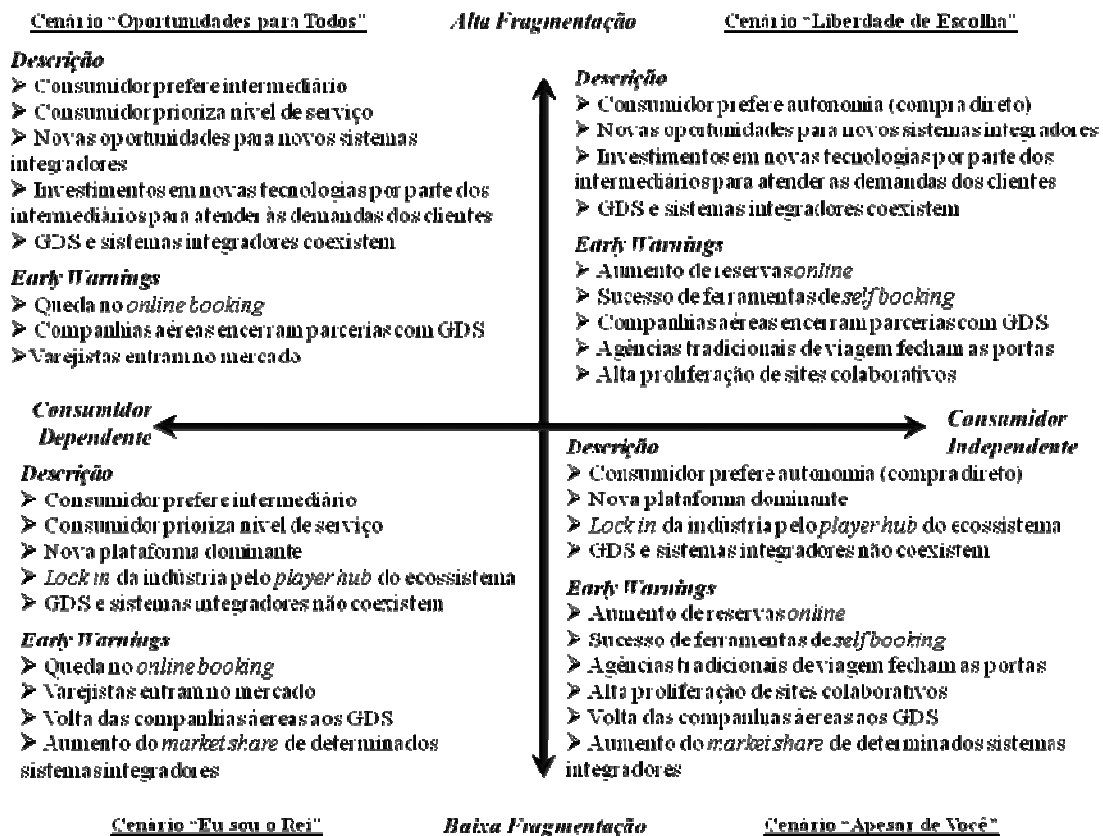 Cenário "Oportunidades para Todos"
Alta Fragmentação
Cenário "Liberdade de Escolha"
Descrição
➢ Consumidor prefere intermediário
➢ Consumidor prioriza nível de serviço
➢ Novas oportunidades para novos sistemas
integradores
➢ Investimentos em novas tecnologias por parte dos
intermediários para atender às demandas dos clientes
➢ GDS e sistemas integradores coexistem
Early Warnings
➢ Queda no online booking
➢ Companhias aéreas encerram parcerias com GDS
➢ Varejistas entram no mercado
Descrição
➢ Consumidor prefere autonomia (compra direto)
➢ Novas oportunidades para novos sistemas integradores
➢ Investimentos em novas tecnologias por parte dos
intermediários para atender as demandas dos clientes
➢ GDS e sistemas integradores coexistem
Early Warnings
➢ Aumento de reservas online
➢ Sucesso de ferramentas de self booking
➢ Companhias aéreas encerram parcerias com GDS
➢ Agências tradicionais de viagem fecham as portas
➢ Alta proliferação de sites colaborativos
Consumidor
Dependente
Consumidor
Independente
Descrição
➢ Consumidor prefere intermediário
➢ Consumidor prioriza nível de serviço
➢ Nova plataforma dominante
➢ Lock in da indústria pelo player hub do ecossistema
➢ GDS e sistemas integradores não coexistem
Early Warnings
➢ Queda no online booking
➢ Varejistas entram no mercado
➢ Volta das companhias áereas aos GDS
➢ Aumento do market share de determinados
sistemas integradores
Descrição
➢ Consumidor prefere autonomia (compra direto)
➢ Nova plataforma dominante
➢ Lock in da indústria pelo player hub do ecossistema
➢ GDS e sistemas integradores não coexistem
Early Warnings
➢ Aumento de reservas online
➢ Sucesso de ferramentas de self booking
➢ Agências tradicionais de viagem fecham as portas
➢ Alta proliferação de sites colaborativos
➢ Volta das companhias áereas aos GDS
➢ Aumento do market share de determinados sistemas
integradores
Cenário "Eu sou o Rei"
Baixa Fragmentação
Cenário "Apesar de Você"